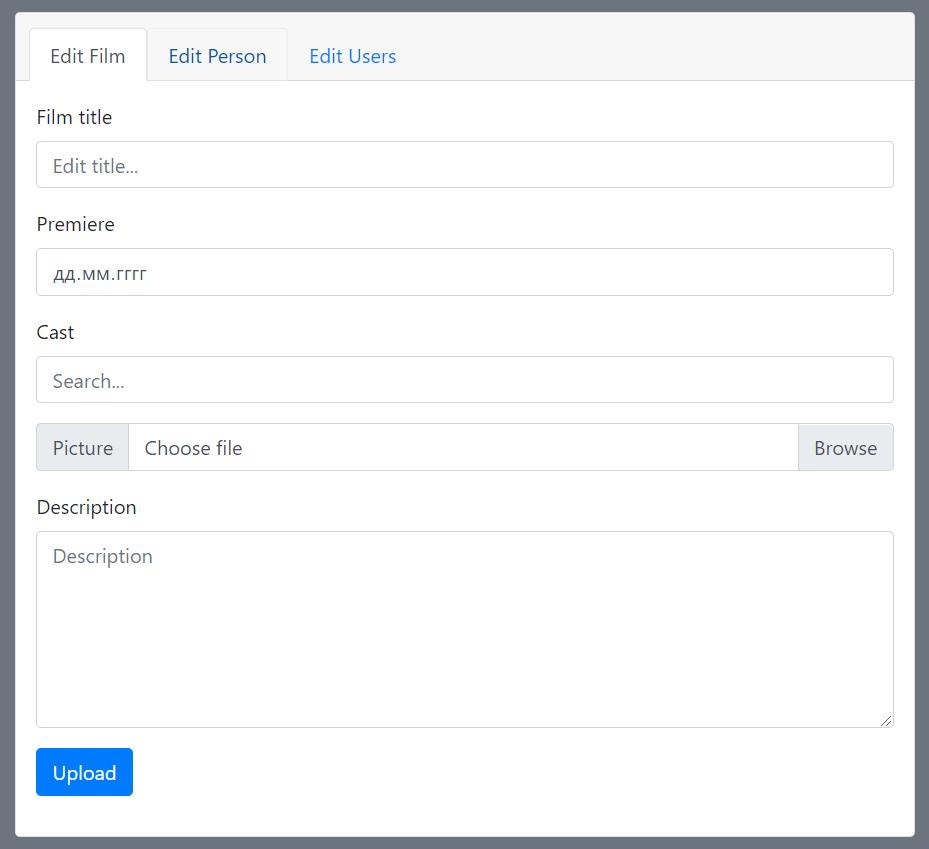 Edit Film Edit Person Edit Users
Film title
Edit title...
Premiere
дд.мм.гггг
Cast
Search...
Picture Choose file Browse
Description
Description
Upload